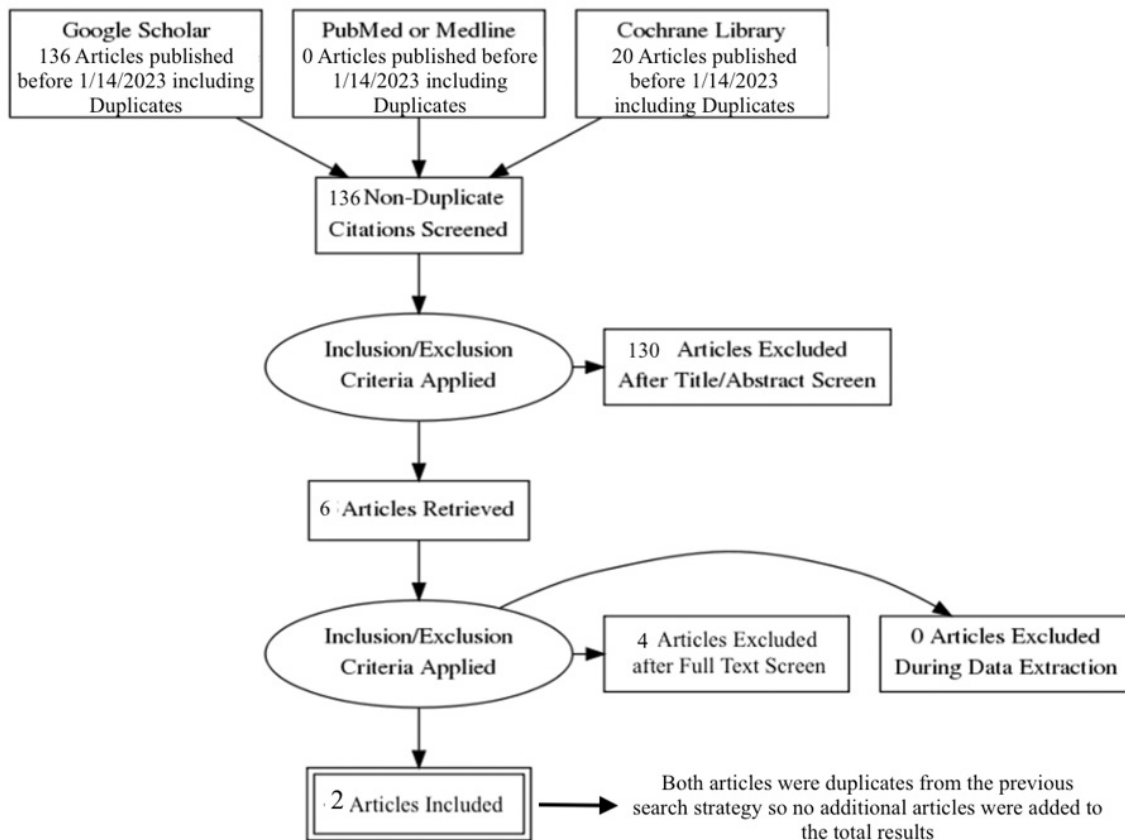 Google Scholar
136 Articles published
before 1/14/2023 including
Duplicates
PubMed or Medline
0 Articles published before
1/14/2023 including
Duplicates
Cochrane Library
20 Articles published
before 1/14/2023
including Duplicates
136 Non-Duplicate
Citations Screened
Inclusion/Exclusion
Criteria Applied
130 Articles Excluded
After Title/Abstract Screen
6 Articles Retrieved
Inclusion/Exclusion
Criteria Applied
4 Articles Excluded
after Full Text Screen
0 Articles Excluded
During Data Extraction
2 Articles Included
Both articles were duplicates from the previous
search strategy so no additional articles were added to
the total results